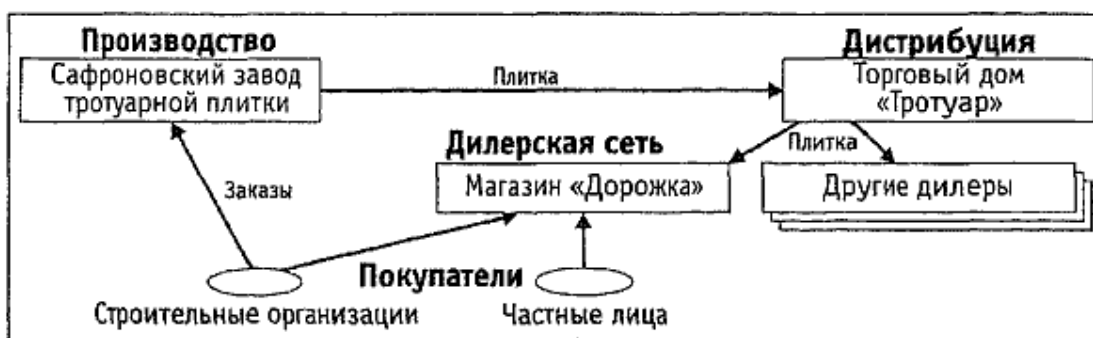 Производство
Дистрибуция
Сафроновский завод
тротуарной плитки
Плитка
Торговый дом
«Тротуар»
Дилерская сеть
Плитка
Заказы
Магазин «Дорожка»
Другие дилеры
Покупатели
Строительные организации
Частные лица